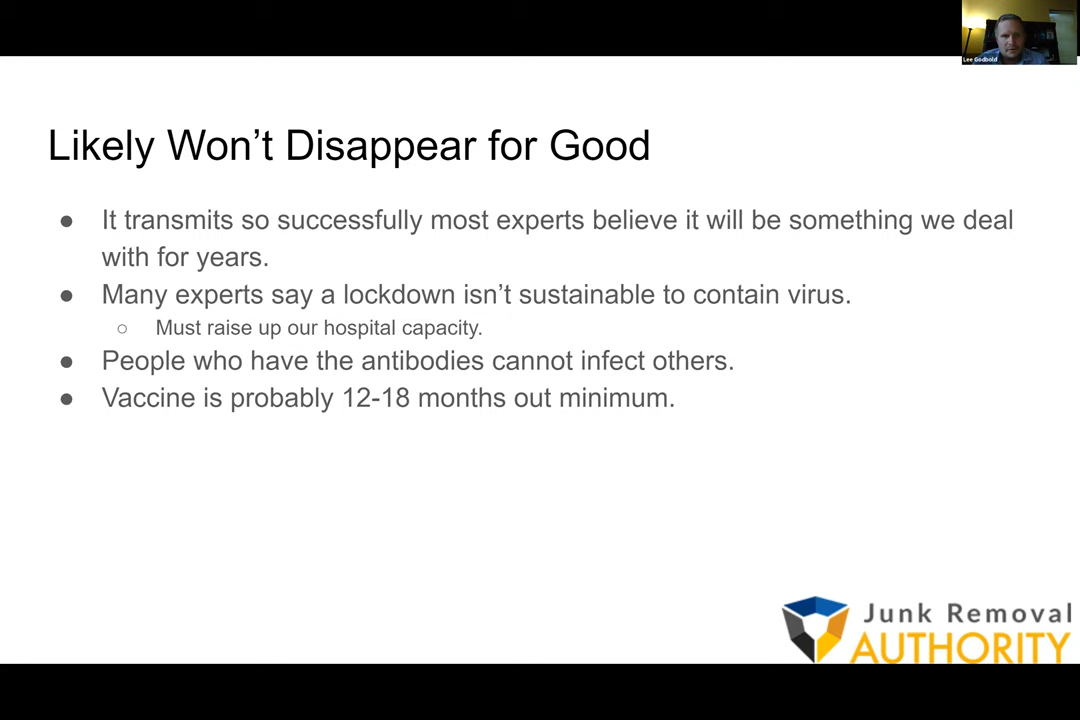 Lee Godbold
Likely Won’t Disappear for Good
● It transmits so successfully most experts believe it will be something we deal
with for years.
● Many experts say a lockdown isn’t sustainable to contain virus.
○ Must raise up our hospital capacity.
● People who have the antibodies cannot infect others.
● Vaccine is probably 12-18 months out minimum.
Junk Removal
AUTHORITY